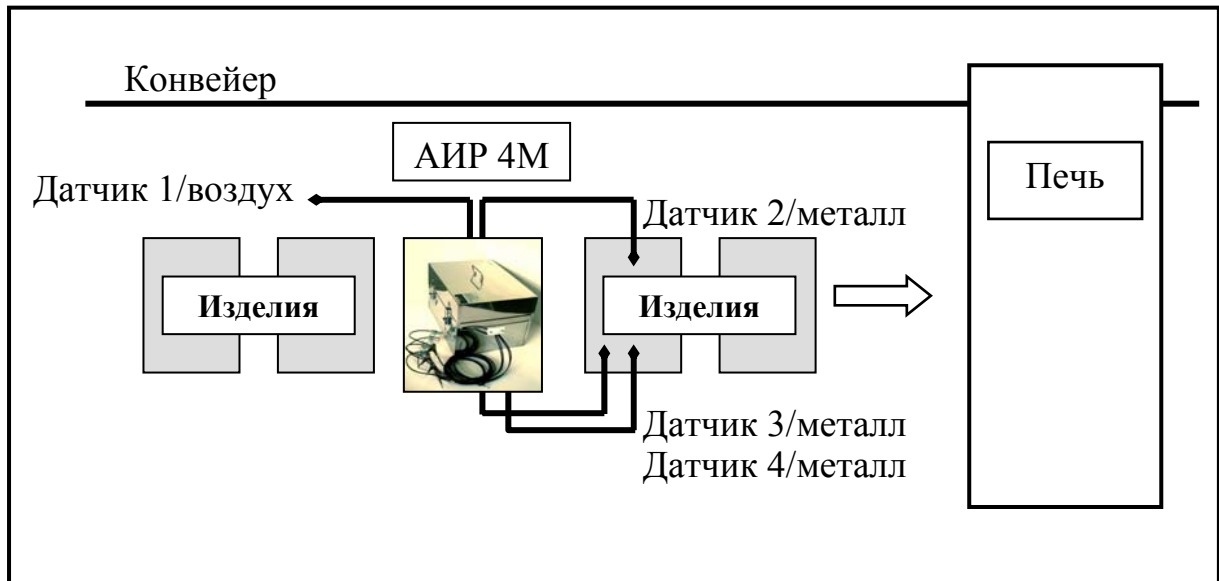 Конвейер
АИР 4М
Печь
Датчик 1/воздух
Датчик 2/металл
Изделия
Изделия
Датчик 3/металл
Датчик 4/металл